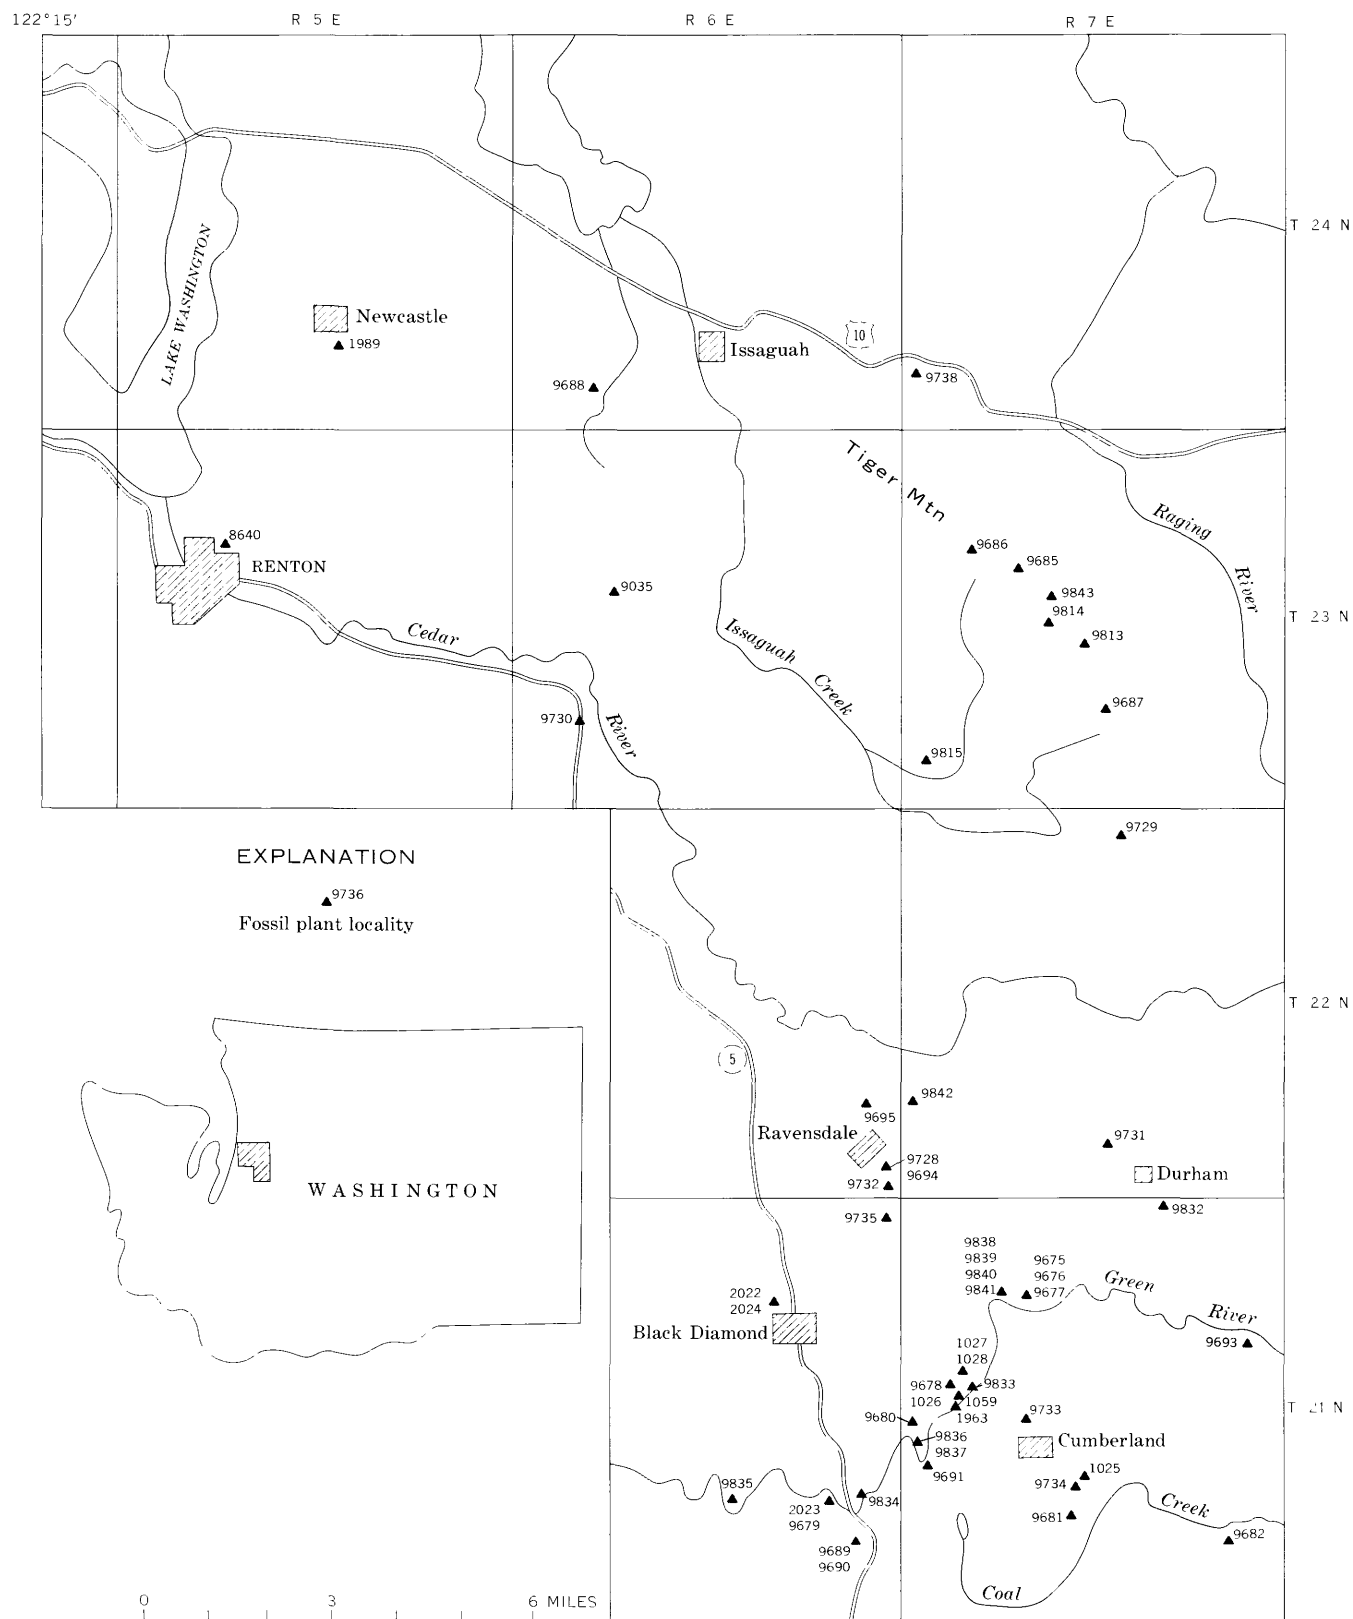 122°15′
R 5 E
R 6 E
R 7 E
T 24 N
LAKE WASHINGTON
Newcastle
1989
Issaguah
10
9688
9738
Tiger Mtn
Raging
River
8640
RENTON
9686
9685
9035
9843
9814
T 23 N
9813
Cedar
River
Issaguah
Creek
9687
9730
9815
9729
EXPLANATION
9736
Fossil plant locality
T 22 N
5
WASHINGTON
9842
9695
Ravensdale
9731
9728
9694
Durham
9732
9832
9735
9838
9839
9840
9841
9675
9676
9677
Green
River
2022
2024
Black Diamond
9693
1027
1028
9678
9833
1026
1059
1963
9733
T 21 N
9680
9836
9837
Cumberland
9691
1025
9734
9835
9834
2023
9679
9681
Creek
9682
9689
9690
Coal
0 3 6 MILES